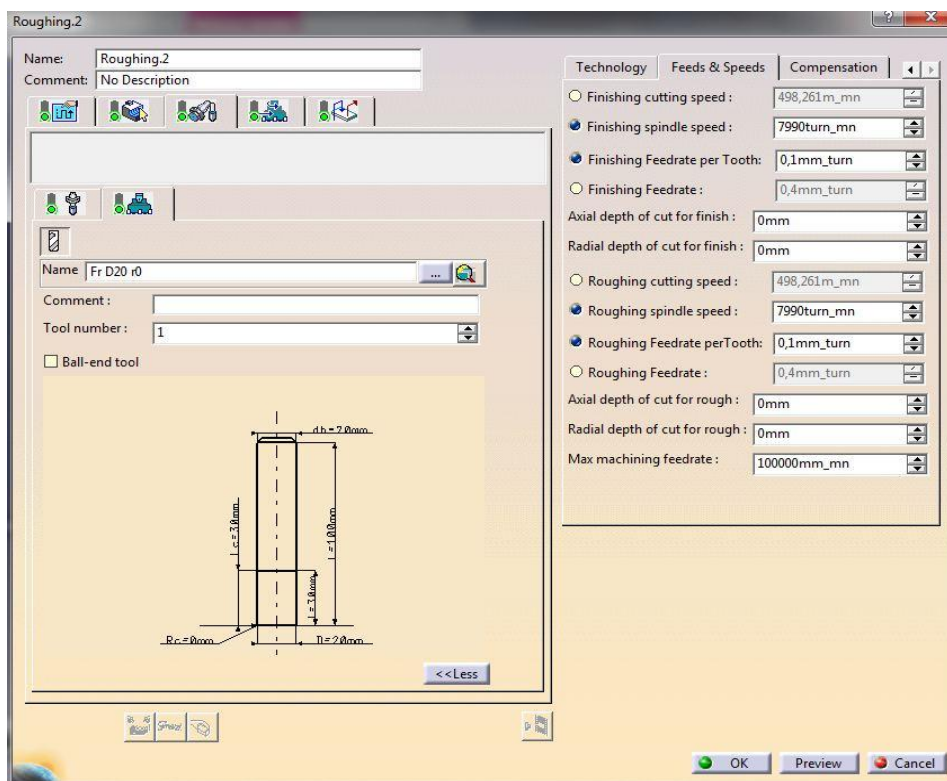 Roughing.2
Name: Roughing.2
Comment: No Description
Name Fr D20 r0 ...
Comment :
Tool number : 1
Ball-end tool
db=20mm
Lc=30mm
L=100mm
l=30mm
Rc=0mm
D=20mm
<<Less
Technology Feeds & Speeds Compensation
Finishing cutting speed : 498,261m_mn
Finishing spindle speed : 7990turn_mn
Finishing Feedrate per Tooth: 0,1mm_turn
Finishing Feedrate : 0,4mm_turn
Axial depth of cut for finish : 0mm
Radial depth of cut for finish : 0mm
Roughing cutting speed : 498,261m_mn
Roughing spindle speed : 7990turn_mn
Roughing Feedrate perTooth: 0,1mm_turn
Roughing Feedrate : 0,4mm_turn
Axial depth of cut for rough : 0mm
Radial depth of cut for rough : 0mm
Max machining feedrate : 100000mm_mn
OK Preview Cancel